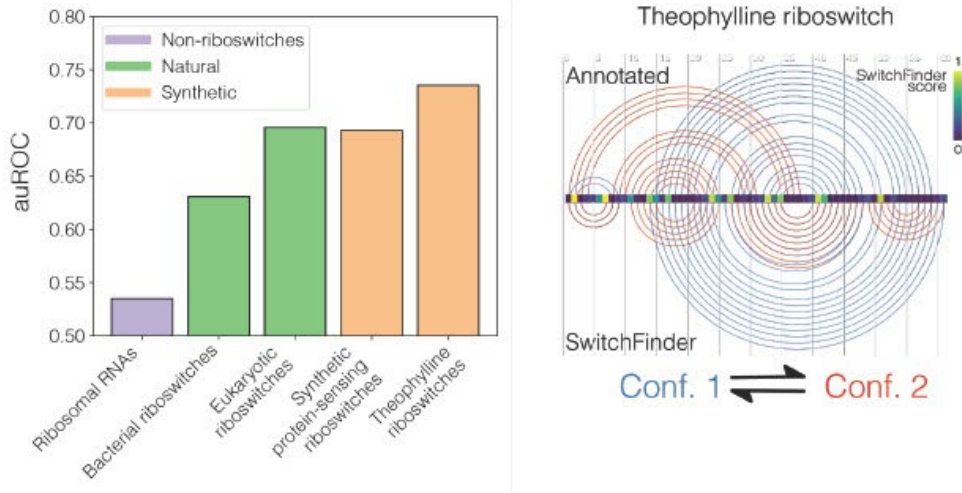 0.80
0.75
0.70
0.65
0.60
0.55
0.50
auROC
Non-riboswitches
Natural
Synthetic
Ribosomal RNAs
Bacterial riboswitches
Eukaryotic
riboswitches
Synthetic
protein-sensing
riboswitches
Theophylline
riboswitches
Theophylline riboswitch
Annotated
SwitchFinder
score
1
0
SwitchFinder
Conf. 1
Conf. 2